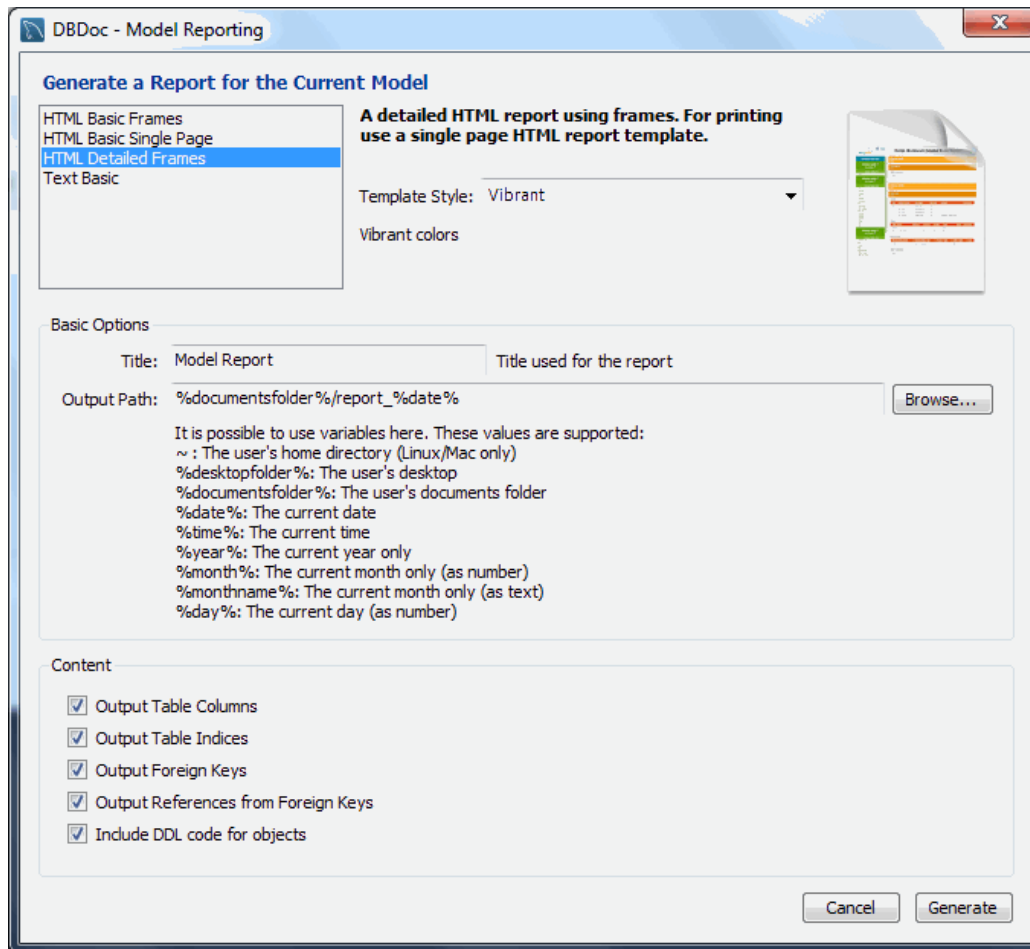 DBDoc - Model Reporting
Generate a Report for the Current Model
HTML Basic Frames
HTML Basic Single Page
HTML Detailed Frames
Text Basic
A detailed HTML report using frames. For printing
use a single page HTML report template.
Template Style: Vibrant
Vibrant colors
Basic Options
Title: Model Report Title used for the report
Output Path: %documentsfolder%/report_%date% Browse...
It is possible to use variables here. These values are supported:
~ : The user's home directory (Linux/Mac only)
%desktopfolder%: The user's desktop
%documentsfolder%: The user's documents folder
%date%: The current date
%time%: The current time
%year%: The current year only
%month%: The current month only (as number)
%monthname%: The current month only (as text)
%day%: The current day (as number)
Content
Output Table Columns
Output Table Indices
Output Foreign Keys
Output References from Foreign Keys
Include DDL code for objects
Cancel Generate